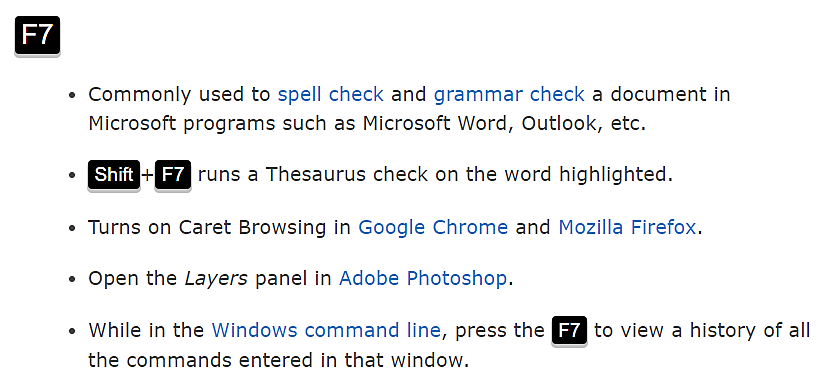 F7
• Commonly used to spell check and grammar check a document in
Microsoft programs such as Microsoft Word, Outlook, etc.
• Shift+F7 runs a Thesaurus check on the word highlighted.
• Turns on Caret Browsing in Google Chrome and Mozilla Firefox.
• Open the Layers panel in Adobe Photoshop.
• While in the Windows command line, press the F7 to view a history of all
the commands entered in that window.